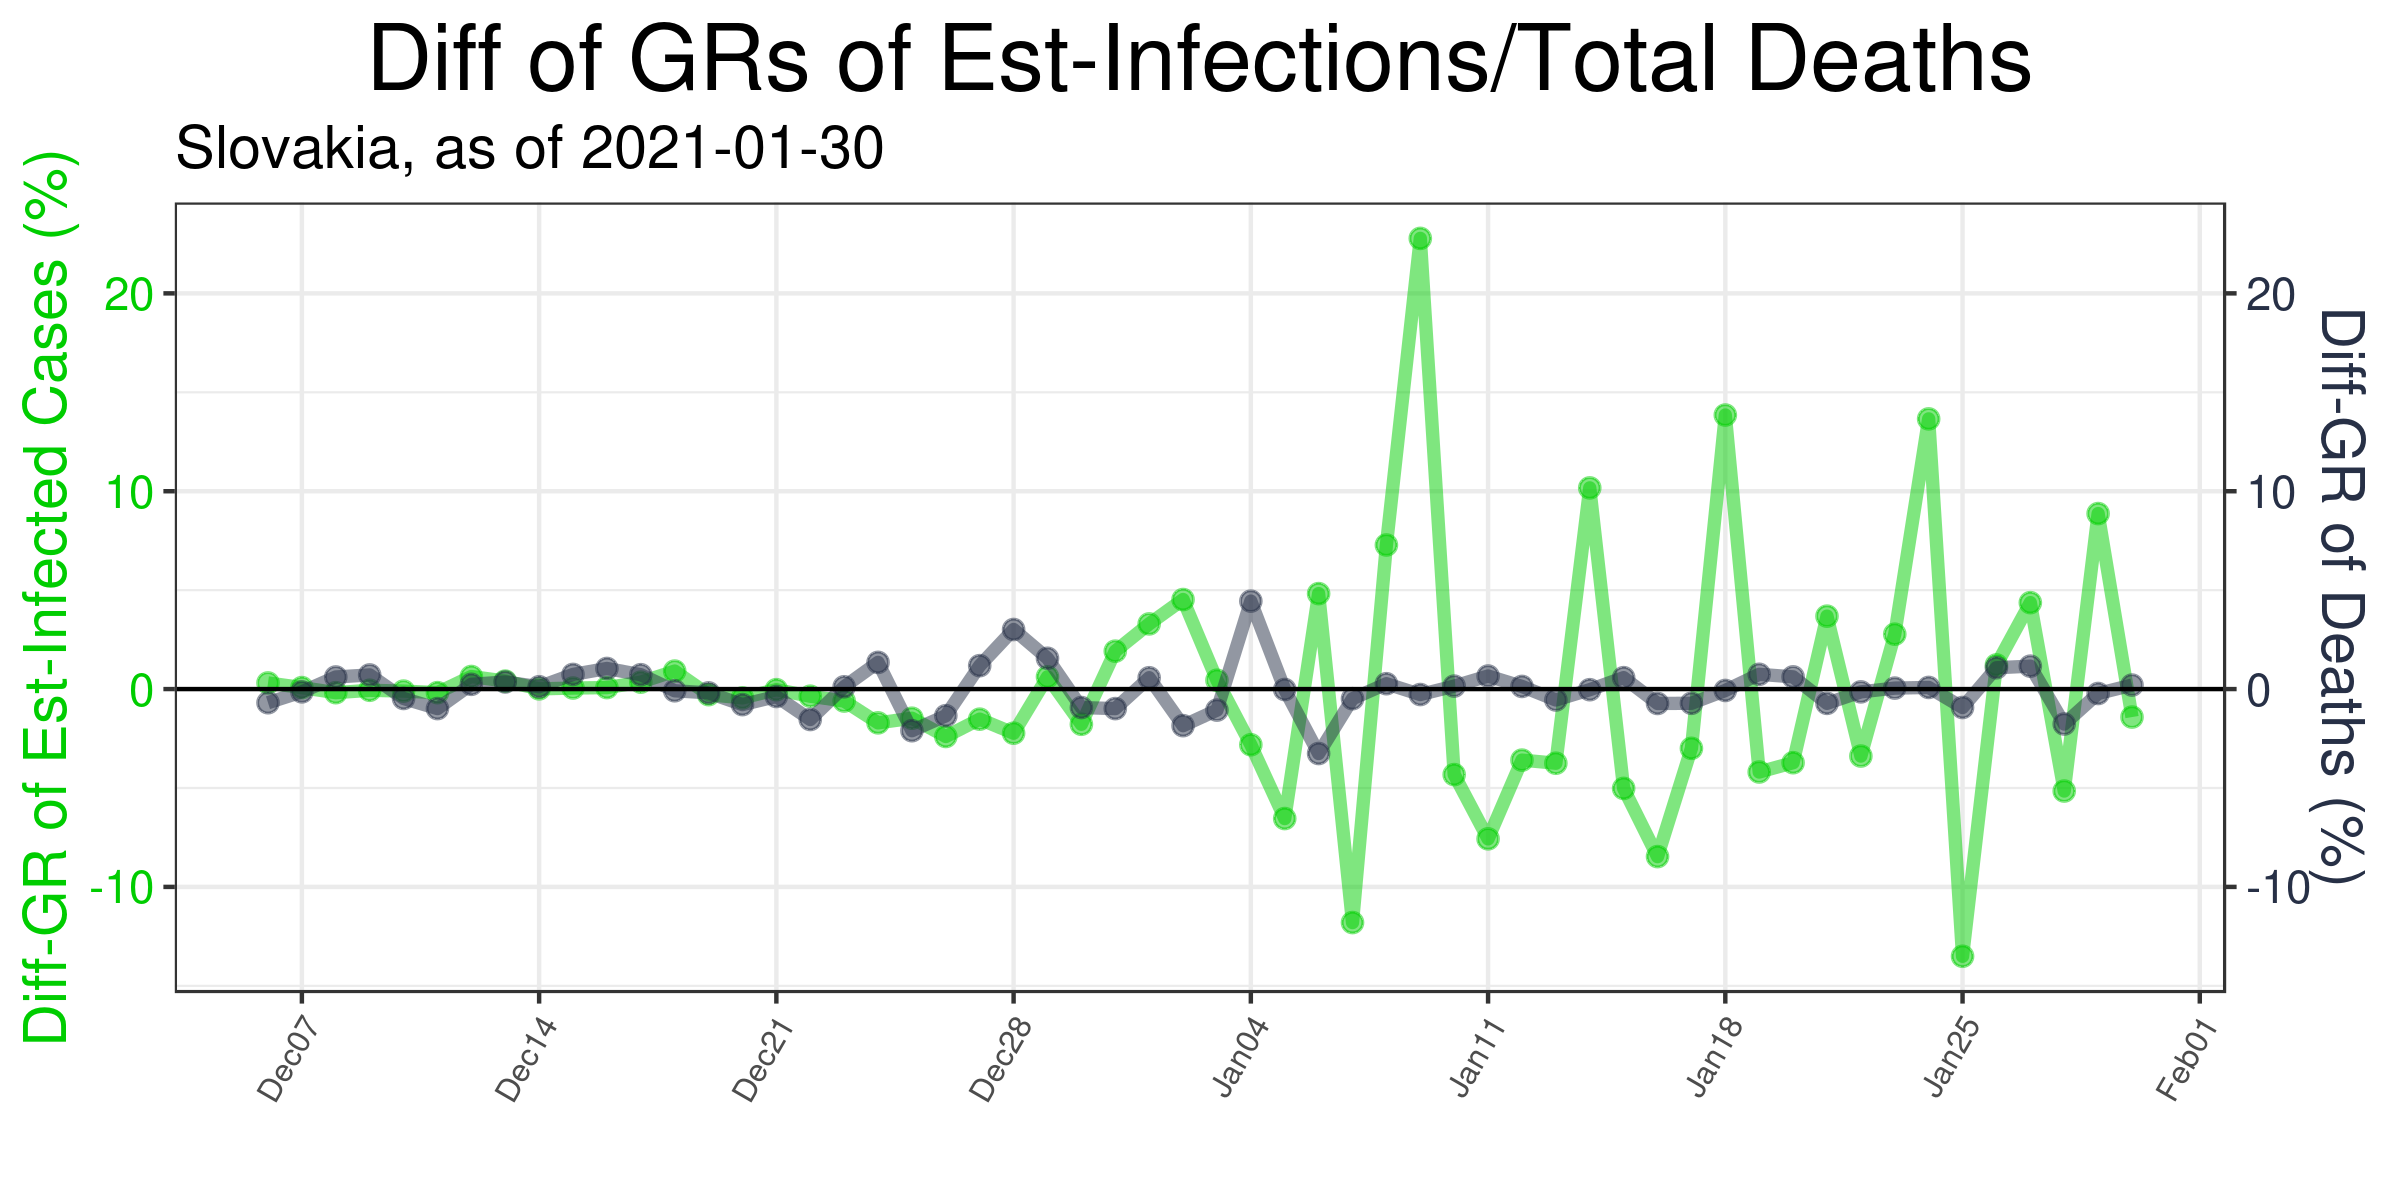 Diff of GRs of Est-Infections/Total Deaths
Slovakia, as of 2021-01-30
Diff-GR of Est-Infected Cases (%)
20
10
0
-10
20
10
0
-10
Diff-GR of Deaths (%)
Dec07
Dec14
Dec21
Dec28
Jan04
Jan11
Jan18
Jan25
Feb01